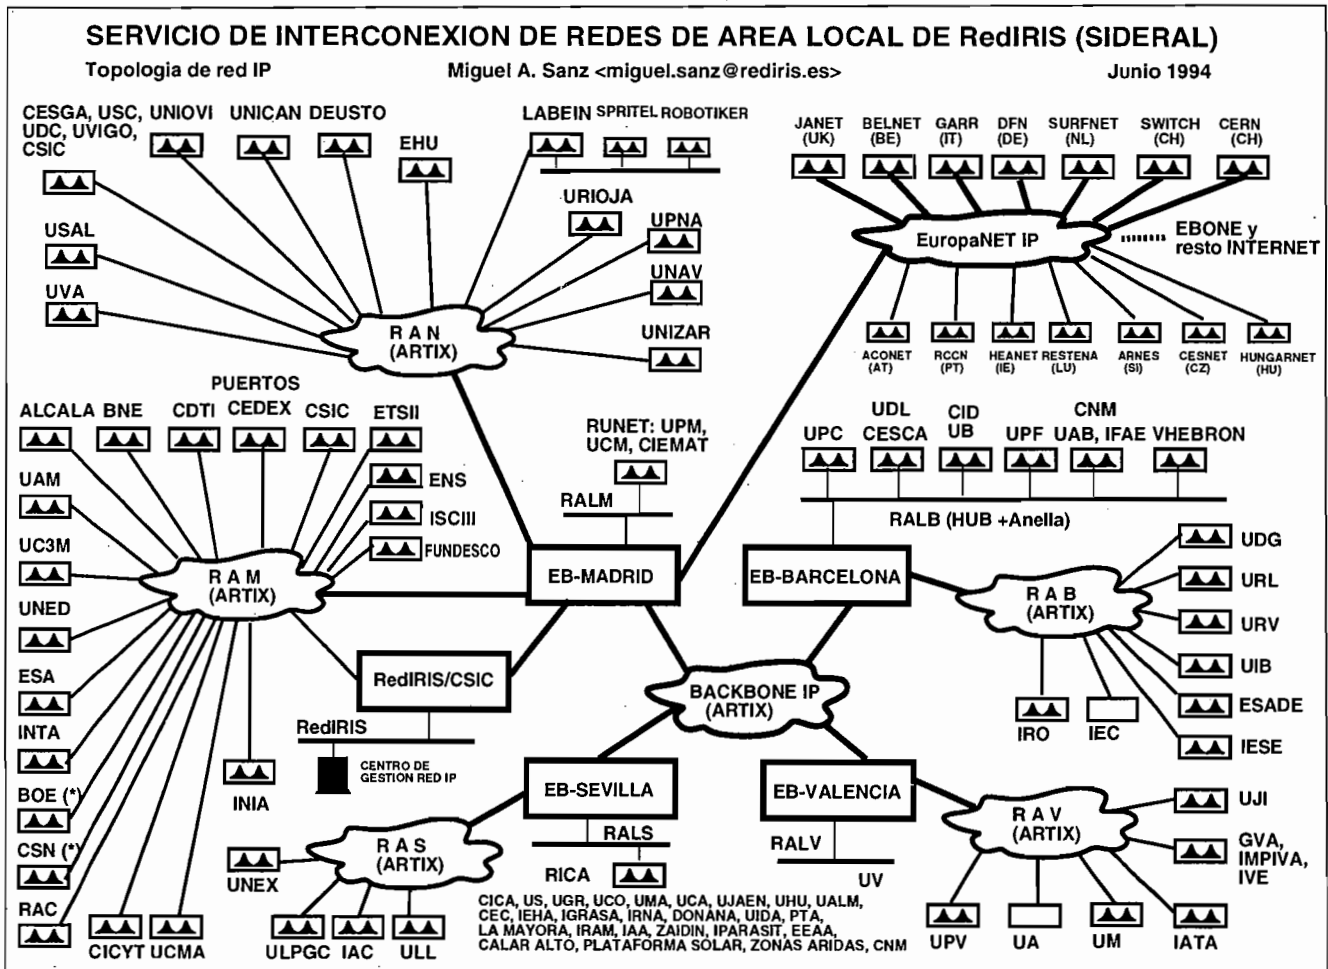 SERVICIO DE INTERCONEXION DE REDES DE AREA LOCAL DE RedIRIS (SIDERAL)
Topologia de red IP
Miguel A. Sanz <miguel.sanz@rediris.es>
Junio 1994
CESGA, USC,
UDC, UVIGO,
CSIC
UNIOVI
UNICAN
DEUSTO
EHU
LABEIN
SPRITEL
ROBOTIKER
URIOJA
UPNA
UNAV
UNIZAR
USAL
UVA
R A N
(ARTIX)
JANET
(UK)
BELNET
(BE)
GARR
(IT)
DFN
(DE)
SURFNET
(NL)
SWITCH
(CH)
CERN
(CH)
EuropaNET IP
EBONE y
resto INTERNET
ACONET
(AT)
RCCN
(PT)
HEANET
(IE)
RESTENA
(LU)
ARNES
(SI)
CESNET
(CZ)
HUNGARNET
(HU)
ALCALA
BNE
CDTI
PUERTOS
CEDEX
CSIC
ETSII
ENS
ISCIII
FUNDESCO
UAM
UC3M
UNED
ESA
INTA
BOE (*)
CSN (*)
RAC
CICYT
UCMA
INIA
R A M
(ARTIX)
RUNET: UPM,
UCM, CIEMAT
RALM
EB-MADRID
RedIRIS/CSIC
RedIRIS
CENTRO DE
GESTION RED IP
UPC
UDL
CESCA
CID
UB
UPF
CNM
UAB, IFAE
VHEBRON
RALB (HUB +Anella)
EB-BARCELONA
R A B
(ARTIX)
UDG
URL
URV
UIB
ESADE
IESE
IRO
IEC
BACKBONE IP
(ARTIX)
EB-SEVILLA
RALS
RICA
CICA, US, UGR, UCO, UMA, UCA, UJAEN, UHU, UALM,
CEC, IEHA, IGRASA, IRNA, DONANA, UIDA, PTA,
LA MAYORA, IRAM, IAA, ZAIDIN, IPARASIT, EEAA,
CALAR ALTO, PLATAFORMA SOLAR, ZONAS ARIDAS, CNM
R A S
(ARTIX)
UNEX
ULPGC
IAC
ULL
EB-VALENCIA
RALV
UV
R A V
(ARTIX)
UJI
GVA,
IMPIVA,
IVE
UPV
UA
UM
IATA